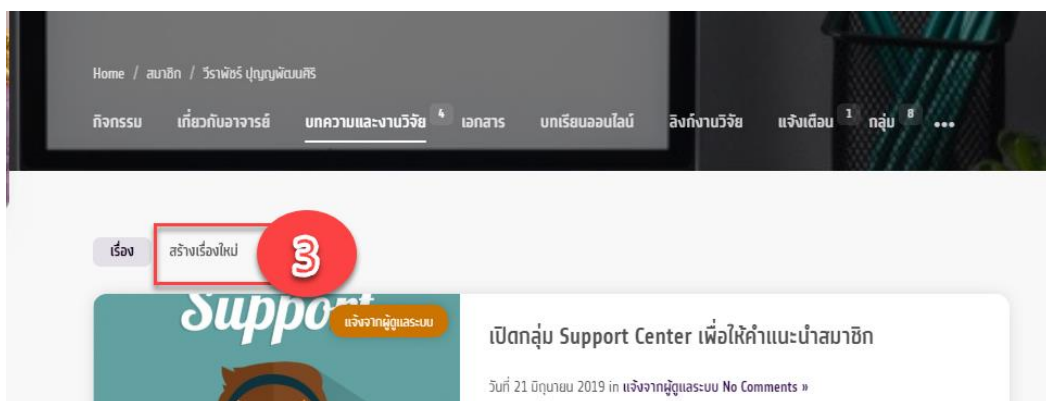 Home / สมาชิก / วีราพัชร์ ปุญญพัฒนศิริ
กิจกรรม เกี่ยวกับอาจารย์ บทความและงานวิจัย 4 เอกสาร บทเรียนออนไลน์ ลิงก์งานวิจัย แจ้งเตือน 1 กลุ่ม 8 •••
เรื่อง สร้างเรื่องใหม่ 3
Support
แจ้งจากผู้ดูแลระบบ
เปิดกลุ่ม Support Center เพื่อให้คำแนะนำสมาชิก
วันที่ 21 มิถุนายน 2019 in แจ้งจากผู้ดูแลระบบ No Comments »